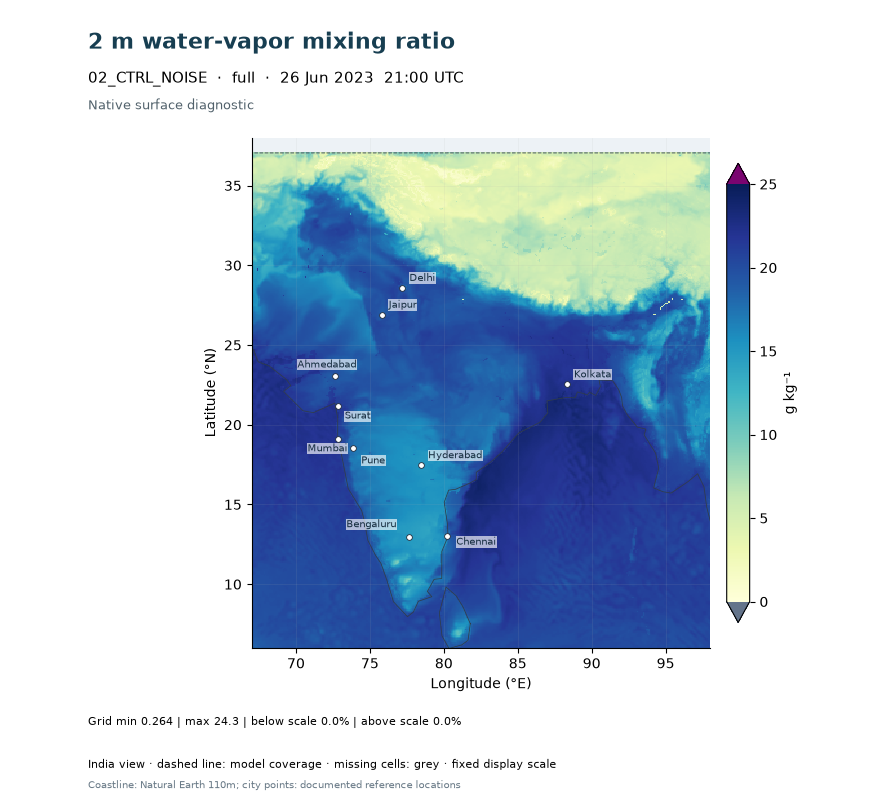 2 m water-vapor mixing ratio
02_CTRL_NOISE · full · 26 Jun 2023 21:00 UTC
Native surface diagnostic
35
30
25
20
15
10
Latitude (°N)
70
75
80
85
90
95
Longitude (°E)
Delhi
Jaipur
Ahmedabad
Kolkata
Surat
Mumbai
Pune
Hyderabad
Bengaluru
Chennai
25
20
15
10
5
0
g kg⁻¹
Grid min 0.264 | max 24.3 | below scale 0.0% | above scale 0.0%
India view · dashed line: model coverage · missing cells: grey · fixed display scale
Coastline: Natural Earth 110m; city points: documented reference locations